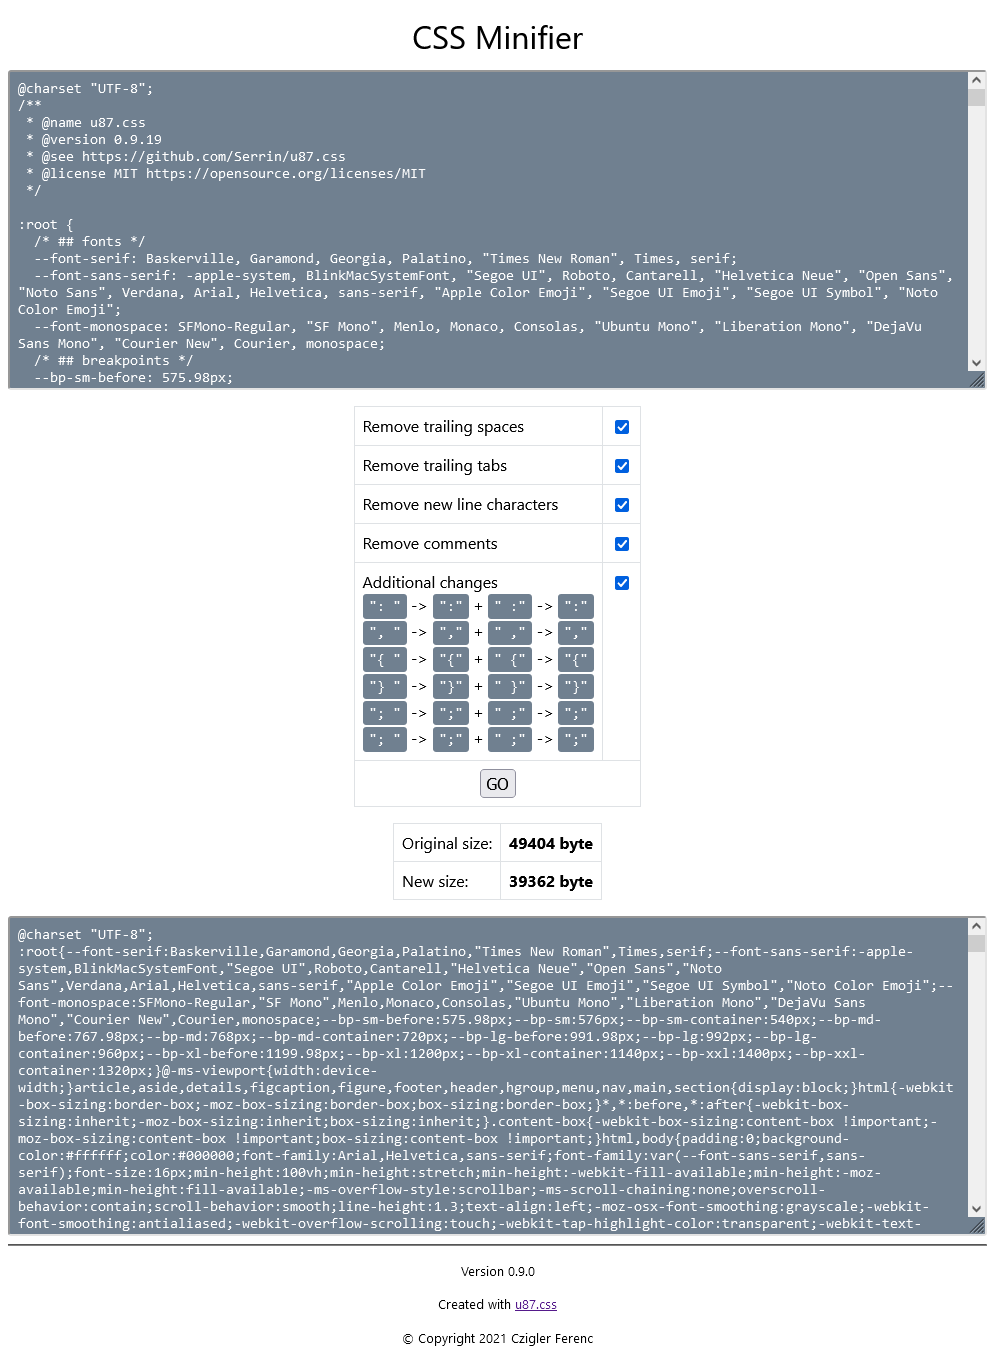 CSS Minifier
@charset "UTF-8";
/**
 * @name u87.css
 * @version 0.9.19
 * @see https://github.com/Serrin/u87.css
 * @license MIT https://opensource.org/licenses/MIT
 */

:root {
  /* ## fonts */
  --font-serif: Baskerville, Garamond, Georgia, Palatino, "Times New Roman", Times, serif;
  --font-sans-serif: -apple-system, BlinkMacSystemFont, "Segoe UI", Roboto, Cantarell, "Helvetica Neue", "Open Sans",
"Noto Sans", Verdana, Arial, Helvetica, sans-serif, "Apple Color Emoji", "Segoe UI Emoji", "Segoe UI Symbol", "Noto
Color Emoji";
  --font-monospace: SFMono-Regular, "SF Mono", Menlo, Monaco, Consolas, "Ubuntu Mono", "Liberation Mono", "DejaVu
Sans Mono", "Courier New", Courier, monospace;
  /* ## breakpoints */
  --bp-sm-before: 575.98px;
Remove trailing spaces
Remove trailing tabs
Remove new line characters
Remove comments
Additional changes
": " -> ":" + " :" -> ":"
", " -> "," + " ," -> ","
"{ " -> "{" + " {" -> "{"
"} " -> "}" + " }" -> "}"
"; " -> ";" + " ;" -> ";"
"; " -> ";" + " ;" -> ";"
GO
Original size: 49404 byte
New size: 39362 byte
@charset "UTF-8";
:root{--font-serif:Baskerville,Garamond,Georgia,Palatino,"Times New Roman",Times,serif;--font-sans-serif:-apple-
system,BlinkMacSystemFont,"Segoe UI",Roboto,Cantarell,"Helvetica Neue","Open Sans","Noto
Sans",Verdana,Arial,Helvetica,sans-serif,"Apple Color Emoji","Segoe UI Emoji","Segoe UI Symbol","Noto Color Emoji";--
font-monospace:SFMono-Regular,"SF Mono",Menlo,Monaco,Consolas,"Ubuntu Mono","Liberation Mono","DejaVu Sans
Mono","Courier New",Courier,monospace;--bp-sm-before:575.98px;--bp-sm:576px;--bp-sm-container:540px;--bp-md-
before:767.98px;--bp-md:768px;--bp-md-container:720px;--bp-lg-before:991.98px;--bp-lg:992px;--bp-lg-
container:960px;--bp-xl-before:1199.98px;--bp-xl:1200px;--bp-xl-container:1140px;--bp-xxl:1400px;--bp-xxl-
container:1320px;}@-ms-viewport{width:device-
width;}article,aside,details,figcaption,figure,footer,header,hgroup,menu,nav,main,section{display:block;}html{-webkit
-box-sizing:border-box;-moz-box-sizing:border-box;box-sizing:border-box;}*,*:before,*:after{-webkit-box-
sizing:inherit;-moz-box-sizing:inherit;box-sizing:inherit;}.content-box{-webkit-box-sizing:content-box !important;-
moz-box-sizing:content-box !important;box-sizing:content-box !important;}html,body{padding:0;background-
color:#ffffff;color:#000000;font-family:Arial,Helvetica,sans-serif;font-family:var(--font-sans-serif,sans-
serif);font-size:16px;min-height:100vh;min-height:stretch;min-height:-webkit-fill-available;min-height:-moz-
available;min-height:fill-available;-ms-overflow-style:scrollbar;-ms-scroll-chaining:none;overscroll-
behavior:contain;scroll-behavior:smooth;line-height:1.3;text-align:left;-moz-osx-font-smoothing:grayscale;-webkit-
font-smoothing:antialiased;-webkit-overflow-scrolling:touch;-webkit-tap-highlight-color:transparent;-webkit-text-
Version 0.9.0
Created with u87.css
© Copyright 2021 Czigler Ferenc